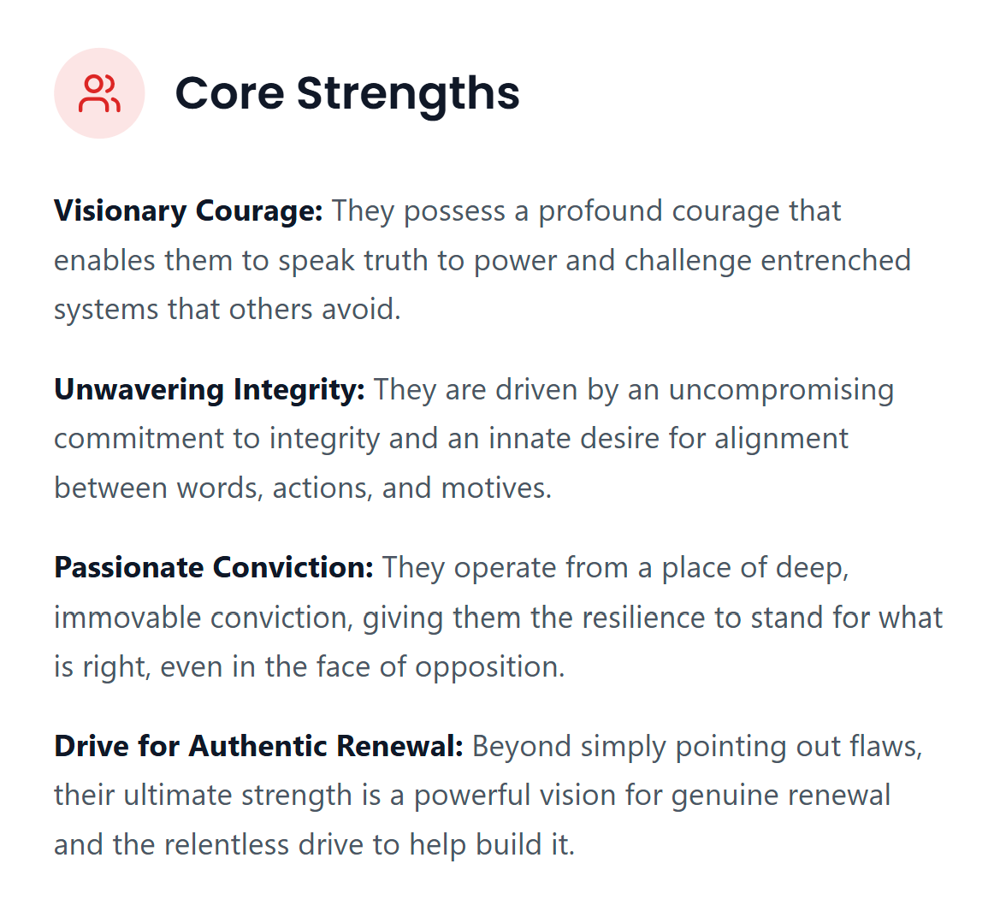 Core Strengths
Visionary Courage: They possess a profound courage that
enables them to speak truth to power and challenge entrenched
systems that others avoid.
Unwavering Integrity: They are driven by an uncompromising
commitment to integrity and an innate desire for alignment
between words, actions, and motives.
Passionate Conviction: They operate from a place of deep,
immovable conviction, giving them the resilience to stand for what
is right, even in the face of opposition.
Drive for Authentic Renewal: Beyond simply pointing out flaws,
their ultimate strength is a powerful vision for genuine renewal
and the relentless drive to help build it.